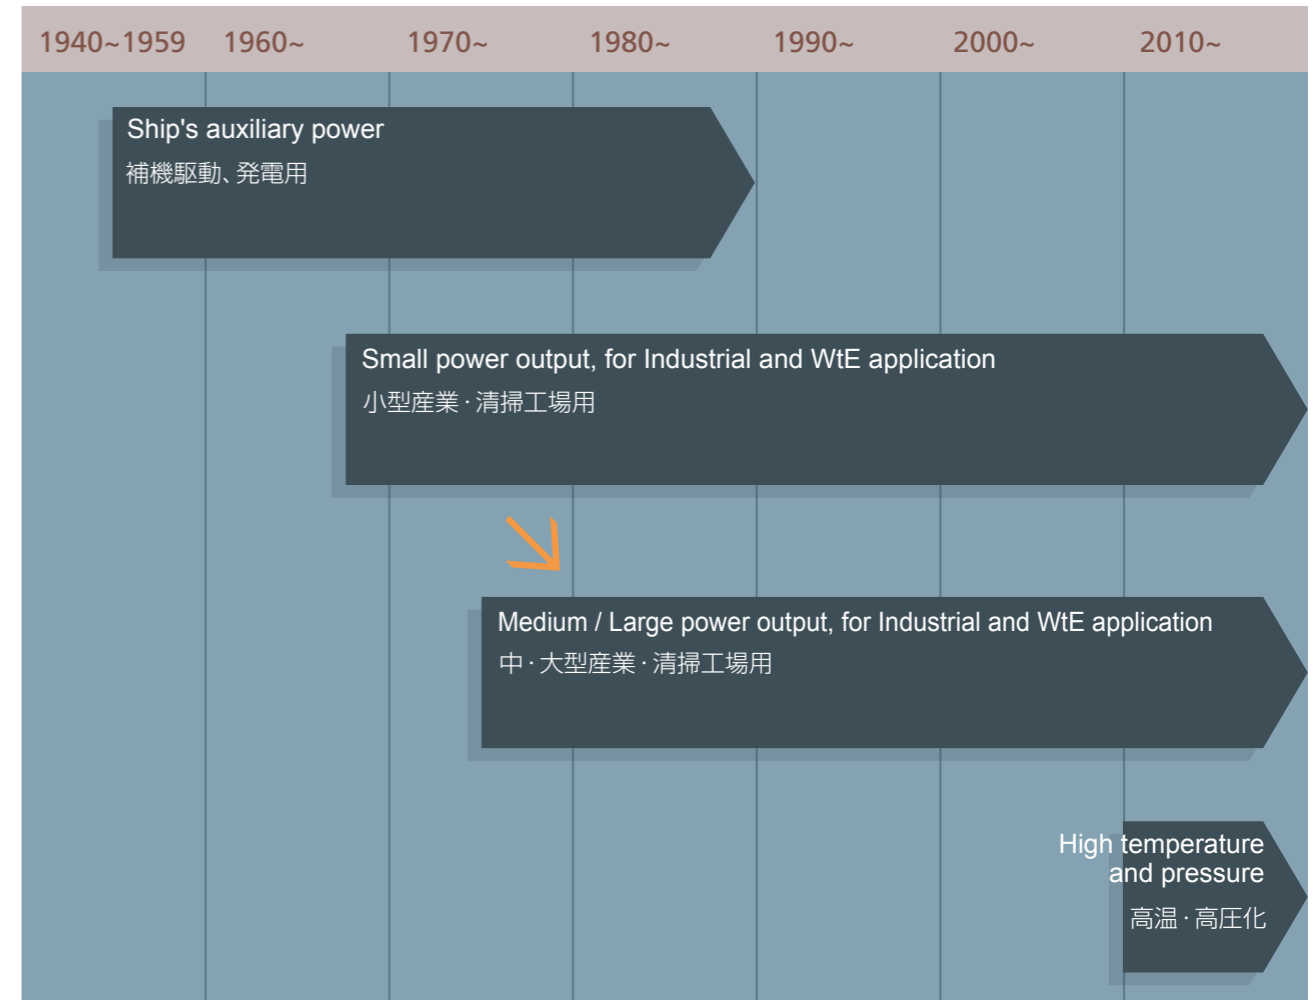 1940~1959 1960~ 1970~ 1980~ 1990~ 2000~ 2010~
Ship's auxiliary power
補機駆動、発電用
Small power output, for Industrial and WtE application
小型産業·清掃工場用
Medium / Large power output, for Industrial and WtE application
中·大型産業·清掃工場用
High temperature
and pressure
高温·高圧化